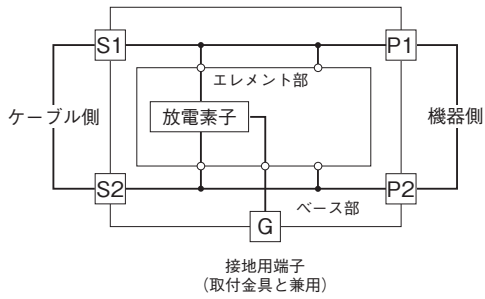 S1
P1
エレメント部
ケーブル側
放電素子
機器側
S2
P2
ベース部
G
接地用端子
（取付金具と兼用）